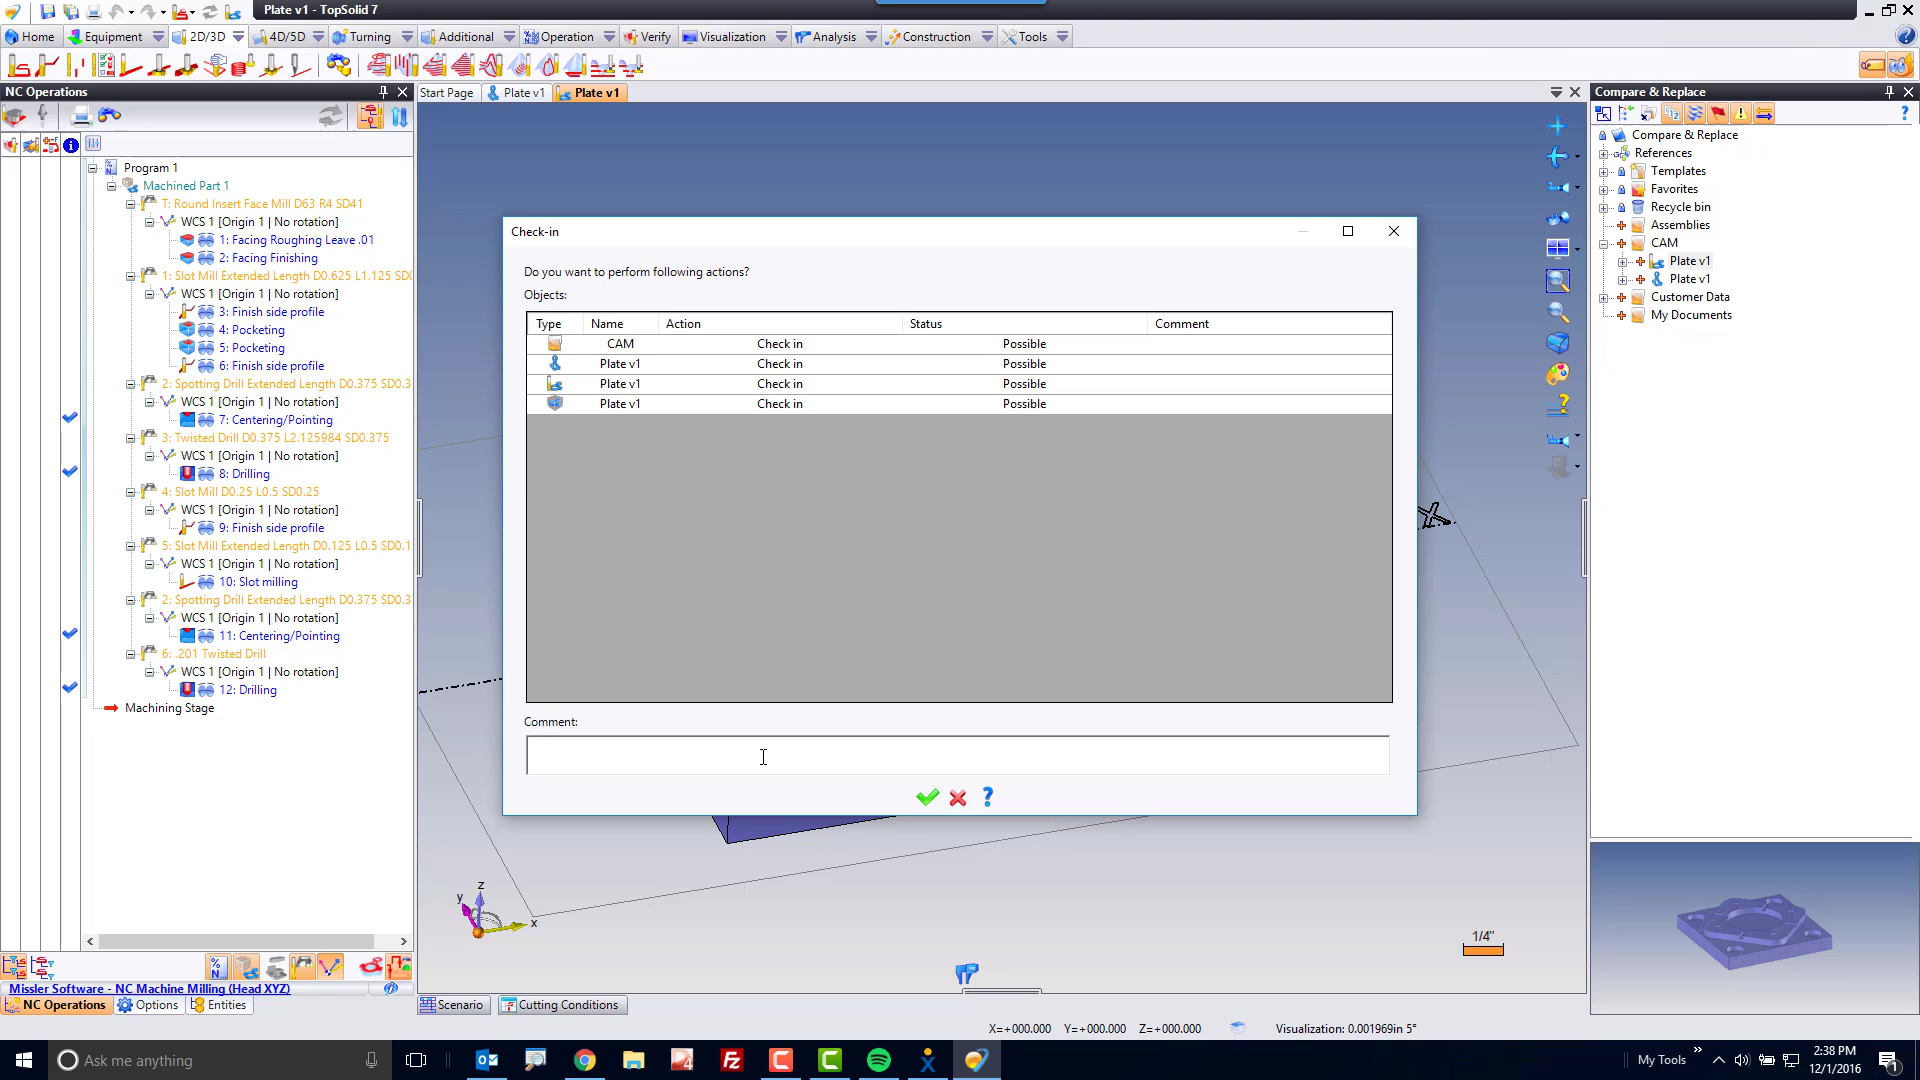 Plate v1 - TopSolid 7
Home
Equipment
2D/3D
4D/5D
Turning
Additional
Operation
Verify
Visualization
Analysis
Construction
Tools
NC Operations
Start Page
Plate v1
Plate v1
Compare & Replace
Program 1
Machined Part 1
T: Round Insert Face Mill D63 R4 SD41
WCS 1 [Origin 1 | No rotation]
1: Facing Roughing Leave .01
2: Facing Finishing
1: Slot Mill Extended Length D0.625 L1.125 SD0
WCS 1 [Origin 1 | No rotation]
3: Finish side profile
4: Pocketing
5: Pocketing
6: Finish side profile
2: Spotting Drill Extended Length D0.375 SD0.3
WCS 1 [Origin 1 | No rotation]
7: Centering/Pointing
3: Twisted Drill D0.375 L2.125984 SD0.375
WCS 1 [Origin 1 | No rotation]
8: Drilling
4: Slot Mill D0.25 L0.5 SD0.25
WCS 1 [Origin 1 | No rotation]
9: Finish side profile
5: Slot Mill Extended Length D0.125 L0.5 SD0.1
WCS 1 [Origin 1 | No rotation]
10: Slot milling
2: Spotting Drill Extended Length D0.375 SD0.3
WCS 1 [Origin 1 | No rotation]
11: Centering/Pointing
6: .201 Twisted Drill
WCS 1 [Origin 1 | No rotation]
12: Drilling
Machining Stage
Check-in
Do you want to perform following actions?
Objects:
Type Name Action Status Comment
CAM Check in Possible
Plate v1 Check in Possible
Plate v1 Check in Possible
Plate v1 Check in Possible
Comment:
X
z
y
x
1/4"
Compare & Replace
References
Templates
Favorites
Recycle bin
Assemblies
CAM
Plate v1
Plate v1
Customer Data
My Documents
Missler Software - NC Machine Milling (Head XYZ)
NC Operations
Options
Entities
Scenario
Cutting Conditions
X=+000.000 Y=+000.000 Z=+000.000
Visualization: 0.001969in 5°
Ask me anything
My Tools
2:38 PM
12/1/2016